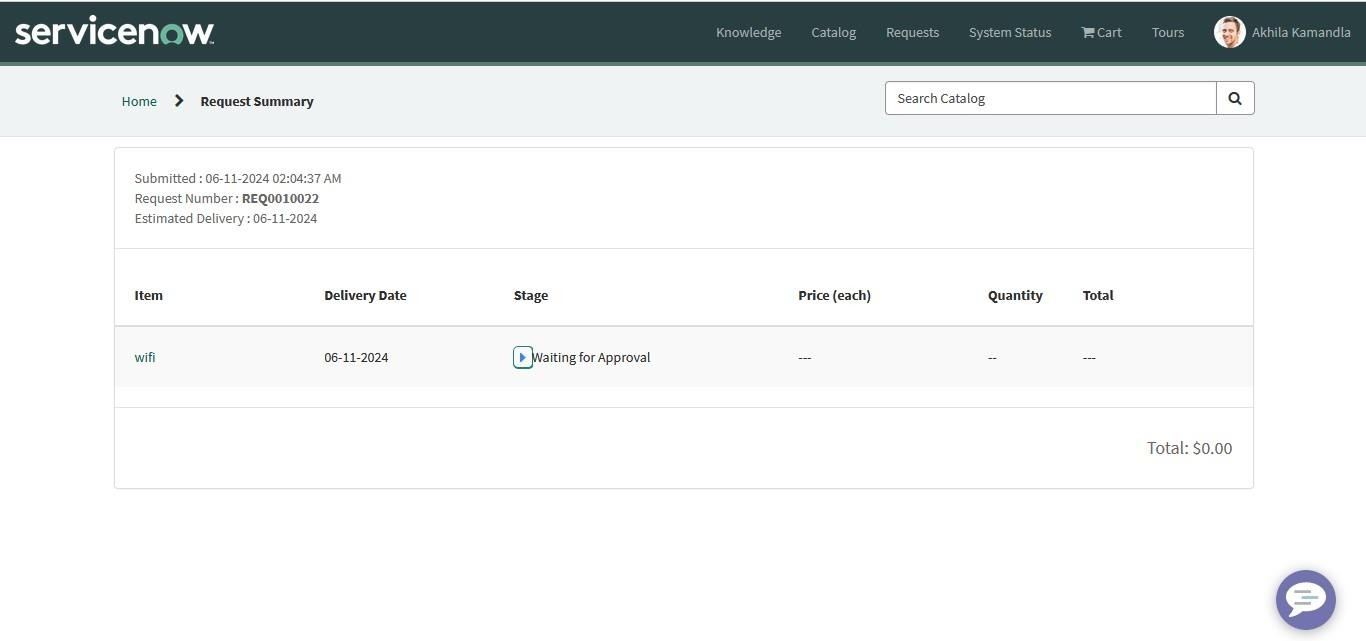 servicenow
Knowledge Catalog Requests System Status Cart Tours Akhila Kamandla
Home Request Summary Search Catalog
Submitted : 06-11-2024 02:04:37 AM
Request Number : REQ0010022
Estimated Delivery : 06-11-2024
Item Delivery Date Stage Price (each) Quantity Total
wifi 06-11-2024 Waiting for Approval --- -- ---
Total: $0.00